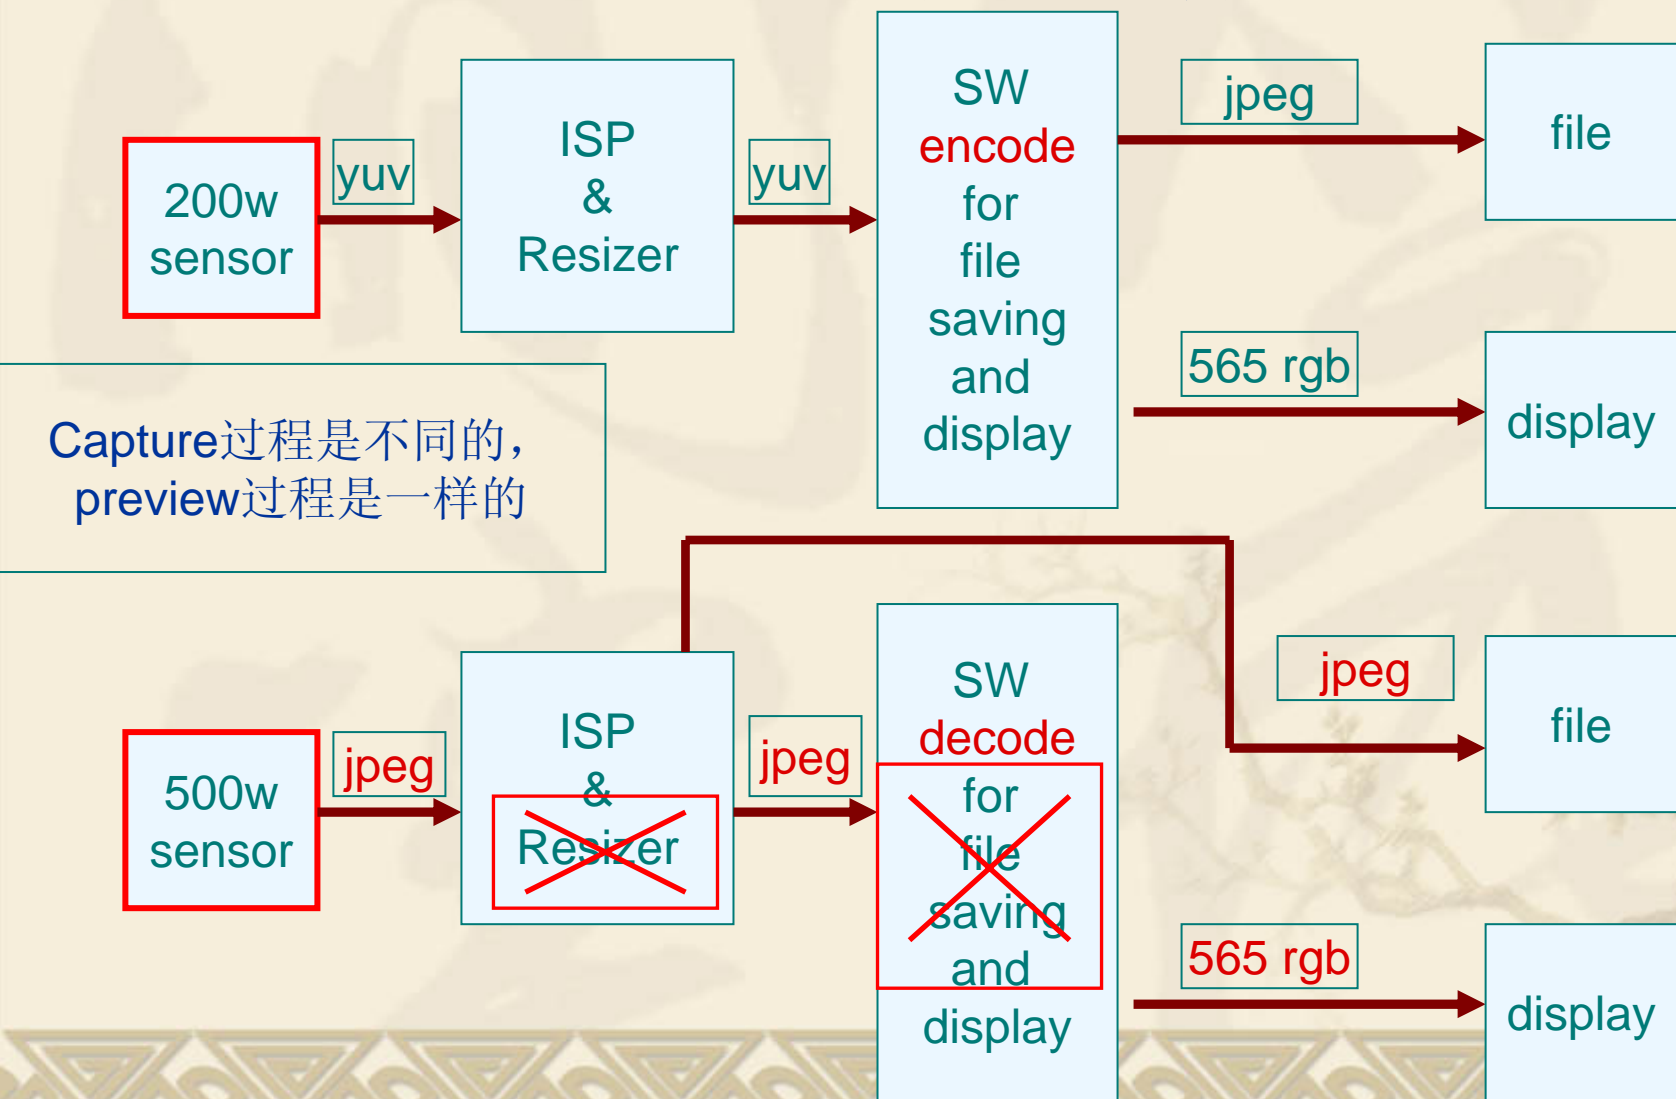 200w
sensor
yuv
ISP
&
Resizer
yuv
SW
encode
for
file
saving
and
display
jpeg
file
565 rgb
display
Capture过程是不同的，
preview过程是一样的
500w
sensor
jpeg
ISP
&
Resizer
jpeg
SW
decode
for
file
saving
and
display
jpeg
file
565 rgb
display